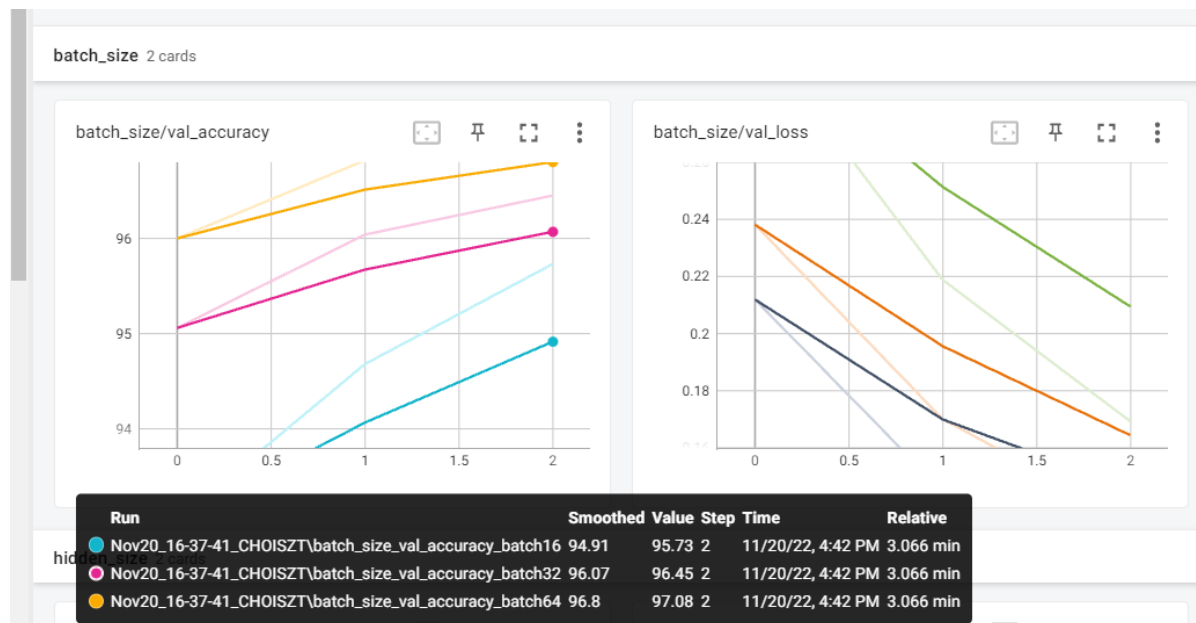 batch_size 2 cards
batch_size/val_accuracy
96
95
94
0 0.5 1 1.5 2
batch_size/val_loss
0.24
0.22
0.2
0.18
0 0.5 1 1.5 2
Run Smoothed Value Step Time Relative
Nov20_16-37-41_CHOISZT\batch_size_val_accuracy_batch16 94.91 95.73 2 11/20/22, 4:42 PM 3.066 min
hidden_size 2 cards
Nov20_16-37-41_CHOISZT\batch_size_val_accuracy_batch32 96.07 96.45 2 11/20/22, 4:42 PM 3.066 min
Nov20_16-37-41_CHOISZT\batch_size_val_accuracy_batch64 96.8 97.08 2 11/20/22, 4:42 PM 3.066 min